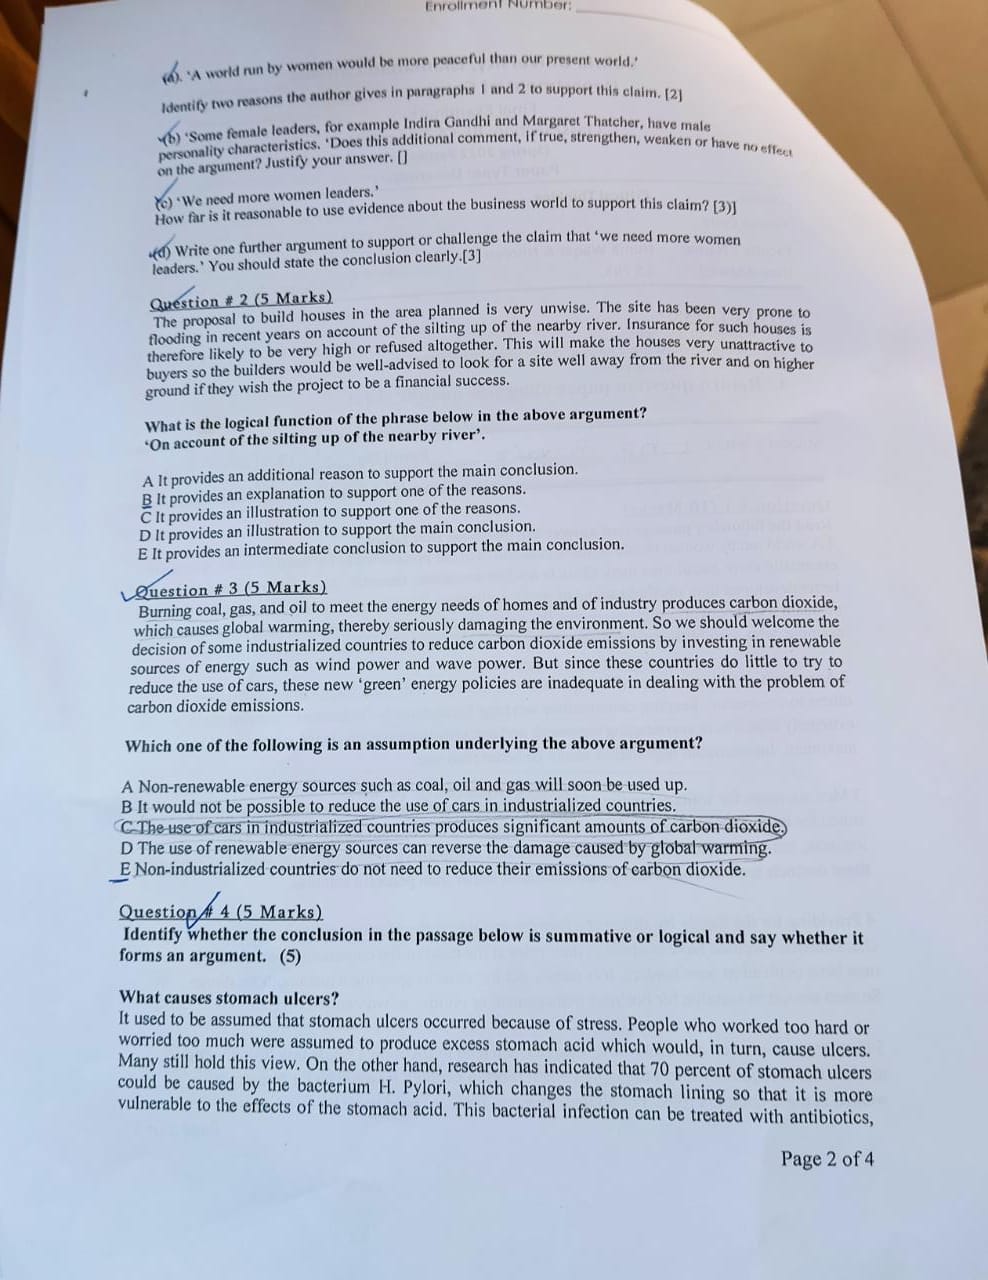 Enrollment Number:
(a). 'A world run by women would be more peaceful than our present world.'
Identify two reasons the author gives in paragraphs 1 and 2 to support this claim. [2]
(b) 'Some female leaders, for example Indira Gandhi and Margaret Thatcher, have male
personality characteristics. 'Does this additional comment, if true, strengthen, weaken or have no effect
on the argument? Justify your answer. []
(c) 'We need more women leaders.'
How far is it reasonable to use evidence about the business world to support this claim? [3)]
(d) Write one further argument to support or challenge the claim that 'we need more women
leaders.' You should state the conclusion clearly.[3]
Question # 2 (5 Marks)
The proposal to build houses in the area planned is very unwise. The site has been very prone to
flooding in recent years on account of the silting up of the nearby river. Insurance for such houses is
therefore likely to be very high or refused altogether. This will make the houses very unattractive to
buyers so the builders would be well-advised to look for a site well away from the river and on higher
ground if they wish the project to be a financial success.
What is the logical function of the phrase below in the above argument?
'On account of the silting up of the nearby river'.
A It provides an additional reason to support the main conclusion.
B It provides an explanation to support one of the reasons.
C It provides an illustration to support one of the reasons.
D It provides an illustration to support the main conclusion.
E It provides an intermediate conclusion to support the main conclusion.
Question # 3 (5 Marks)
Burning coal, gas, and oil to meet the energy needs of homes and of industry produces carbon dioxide,
which causes global warming, thereby seriously damaging the environment. So we should welcome the
decision of some industrialized countries to reduce carbon dioxide emissions by investing in renewable
sources of energy such as wind power and wave power. But since these countries do little to try to
reduce the use of cars, these new 'green' energy policies are inadequate in dealing with the problem of
carbon dioxide emissions.
Which one of the following is an assumption underlying the above argument?
A Non-renewable energy sources such as coal, oil and gas will soon be used up.
B It would not be possible to reduce the use of cars in industrialized countries.
C The use of cars in industrialized countries produces significant amounts of carbon dioxide.
D The use of renewable energy sources can reverse the damage caused by global warming.
E Non-industrialized countries do not need to reduce their emissions of carbon dioxide.
Question # 4 (5 Marks)
Identify whether the conclusion in the passage below is summative or logical and say whether it
forms an argument. (5)
What causes stomach ulcers?
It used to be assumed that stomach ulcers occurred because of stress. People who worked too hard or
worried too much were assumed to produce excess stomach acid which would, in turn, cause ulcers.
Many still hold this view. On the other hand, research has indicated that 70 percent of stomach ulcers
could be caused by the bacterium H. Pylori, which changes the stomach lining so that it is more
vulnerable to the effects of the stomach acid. This bacterial infection can be treated with antibiotics,
Page 2 of 4